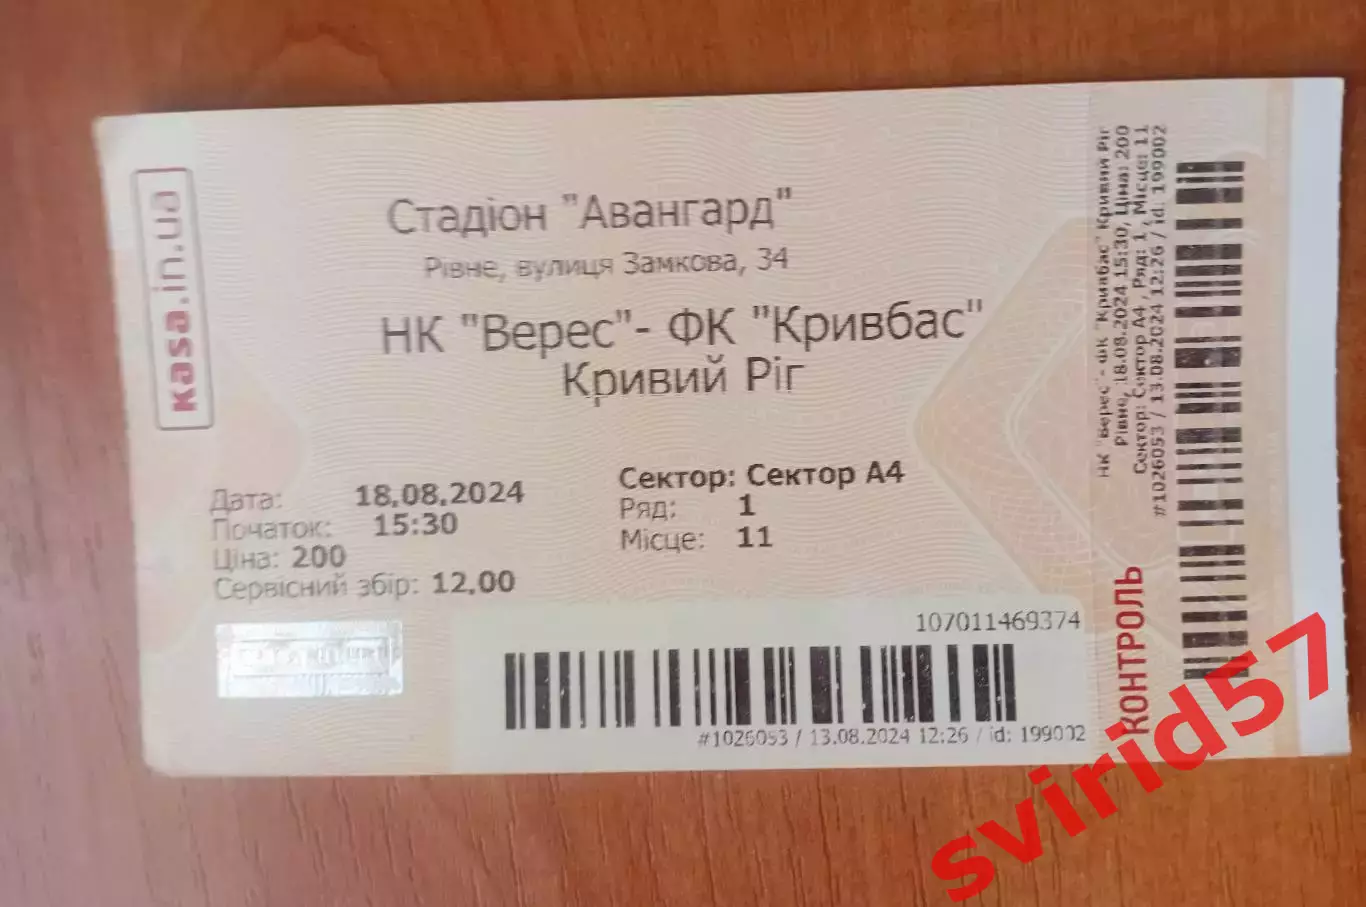 kasa.in.ua
Стадіон "Авангард"
Рівне, вулиця Замкова, 34
НК "Верес"- ФК "Кривбас"
Кривий Ріг
Дата: 18.08.2024
Початок: 15:30
Ціна: 200
Сервісний збір: 12.00
Сектор: Сектор А4
Ряд: 1
Місце: 11
107011469374
#1026053 / 13.08.2024 12:26 / id: 199002
КОНТРОЛЬ
НК "Верес"- ФК "Кривбас" Кривий Ріг
Рівне, 18.08.2024 15:30, Ціна: 200
Сектор: Сектор А4 , Ряд: 1 , Місце: 11
#1026053 / 13.08.2024 12:26 / id: 199002
svirid57